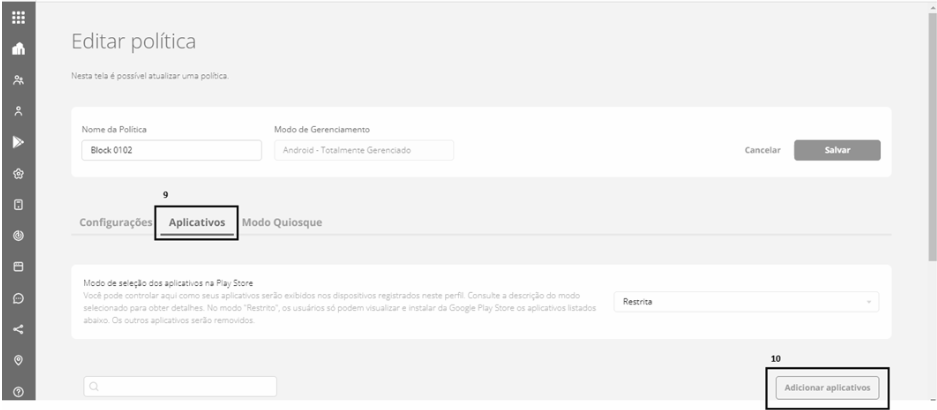 Editar política
Nesta tela é possível atualizar uma política.
Nome da Política
Modo de Gerenciamento
Block 0102
Android - Totalmente Gerenciado
Cancelar
Salvar
9
Configurações
Aplicativos
Modo Quiosque
Modo de seleção dos aplicativos na Play Store
Você pode controlar aqui como seus aplicativos serão exibidos nos dispositivos registrados neste perfil. Consulte a descrição do modo
selecionado para obter detalhes. No modo "Restrito", os usuários só podem visualizar e instalar da Google Play Store os aplicativos listados
abaixo. Os outros aplicativos serão removidos.
Restrita
10
Adicionar aplicativos